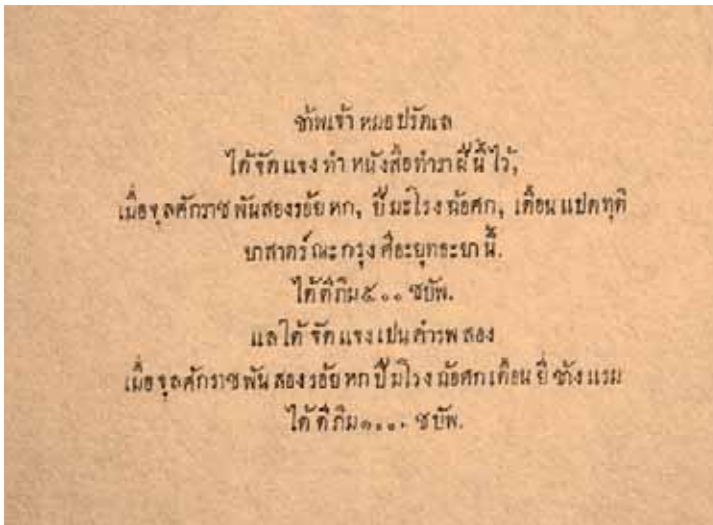 ข้าพเจ้า หมอ ปรัดเล
ได้ จัด แจง ทำ หนังสือ ทำรา ฝี นี้ ไว้,
เมื่อ จุลศักราช พันสองรอ้ย หก, ปี มะโรง ฉ้อศก, เดือน แปด ทุติ
ยาสาตร์ ณะ กรุง ศีอะยุทธะยา นี้.
ได้ ตีภิม ๕๐๐ ฃบัพ.
แลได้ จัด แจง เปน คำรพ สอง
เมื่อ จุลศักราช พัน สอง รอ้ย หก ปี มโรง ฉ้อศก เดือน ยี่ ข้าง แรม
ได้ ตีภิม ๑๐๐๐ ฃบัพ.